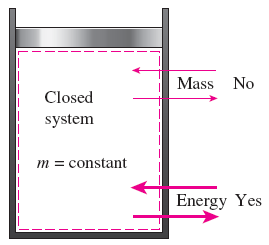 Mass No
Closed
system
m = constant
Energy Yes